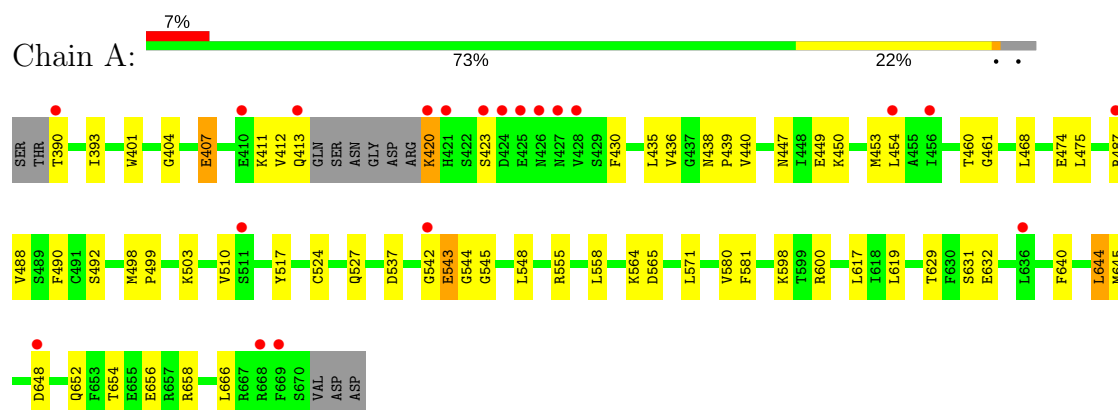 7%
Chain A:
73% 22% • •
SER THR T390 I393 W401 G404 E407 E410 K411 V412 Q413 GLN SER ASN GLY ASP ARG K420 H421 S422 S423 D424 E425 N426 N427 V428 S429 F430 L435 V436 G437 N438 P439 V440 N447 I448 E449 K450 M453 L454 A455 I456 T460 G461 L468 E474 L475 R487
V488 S489 F490 C491 S492 M498 P499 K503 V510 S511 Y517 C524 Q527 D537 G542 E543 G544 G545 L548 R555 L558 K564 D565 L571 V580 F581 K598 T599 R600 L617 I618 L619 T629 F630 S631 E632 L636 F640 L644 M645
D648 Q652 F653 T654 E655 E656 R657 R658 L666 R667 R668 F669 S670 VAL ASP ASP